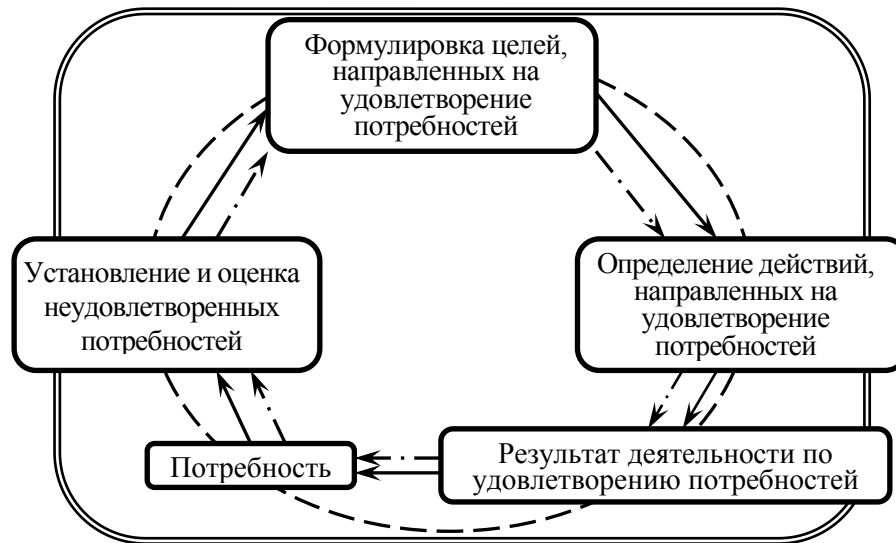 Формулировка целей,
направленных на
удовлетворение
потребностей
Установление и оценка
неудовлетворенных
потребностей
Определение действий,
направленных на
удовлетворение
потребностей
Потребность
Результат деятельности по
удовлетворению потребностей